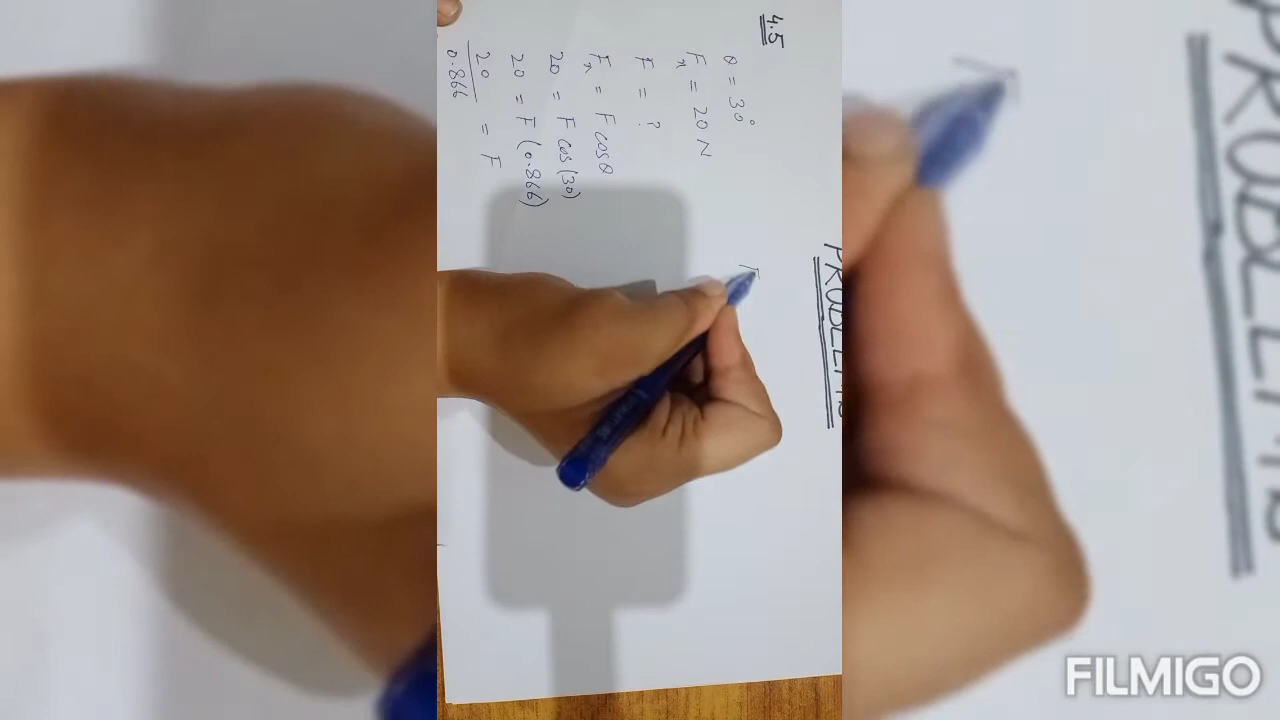 PROBLEMS
4.5
θ = 30°
Fx = 20 N
F = ?
Fx = F cosθ
20 = F cos(30)
20 = F (0.866)
20/0.866 = F
F
FILMIGO